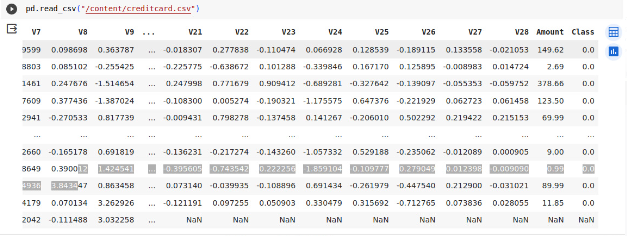 pd.read_csv("/content/creditcard.csv")
V7 V8 V9 ... V21 V22 V23 V24 V25 V26 V27 V28 Amount Class
9599 0.098698 0.363787 ... -0.018307 0.277838 -0.110474 0.066928 0.128539 -0.189115 0.133558 -0.021053 149.62 0.0
8803 0.085102 -0.255425 ... -0.225775 -0.638672 0.101288 -0.339846 0.167170 0.125895 -0.008983 0.014724 2.69 0.0
1461 0.247676 -1.514654 ... 0.247998 0.771679 0.909412 -0.689281 -0.327642 -0.139097 -0.055353 -0.059752 378.66 0.0
7609 0.377436 -1.387024 ... -0.108300 0.005274 -0.190321 -1.175575 0.647376 -0.221929 0.062723 0.061458 123.50 0.0
2941 -0.270533 0.817739 ... -0.009431 0.798278 -0.137458 0.141267 -0.206010 0.502292 0.219422 0.215153 69.99 0.0
... ... ... ... ... ... ... ... ... ... ... ... ... ...
2660 -0.165178 0.691819 ... -0.136231 -0.217274 -0.143260 -1.057332 0.529188 -0.235062 -0.012089 0.000905 9.00 0.0
8649 0.390012 1.424541 ... -0.395605 0.743542 0.222256 1.859104 0.109777 0.279049 0.012398 -0.009090 0.99 0.0
4936 3.843447 0.863458 ... 0.073140 -0.039935 -0.108896 0.691434 -0.261979 -0.447540 0.212900 -0.031021 89.99 0.0
4179 0.070134 3.262926 ... -0.121191 0.097255 0.050903 0.330479 0.315692 -0.712765 0.073836 0.028055 11.85 0.0
2042 -0.111488 3.032258 ... NaN NaN NaN NaN NaN NaN NaN NaN NaN NaN